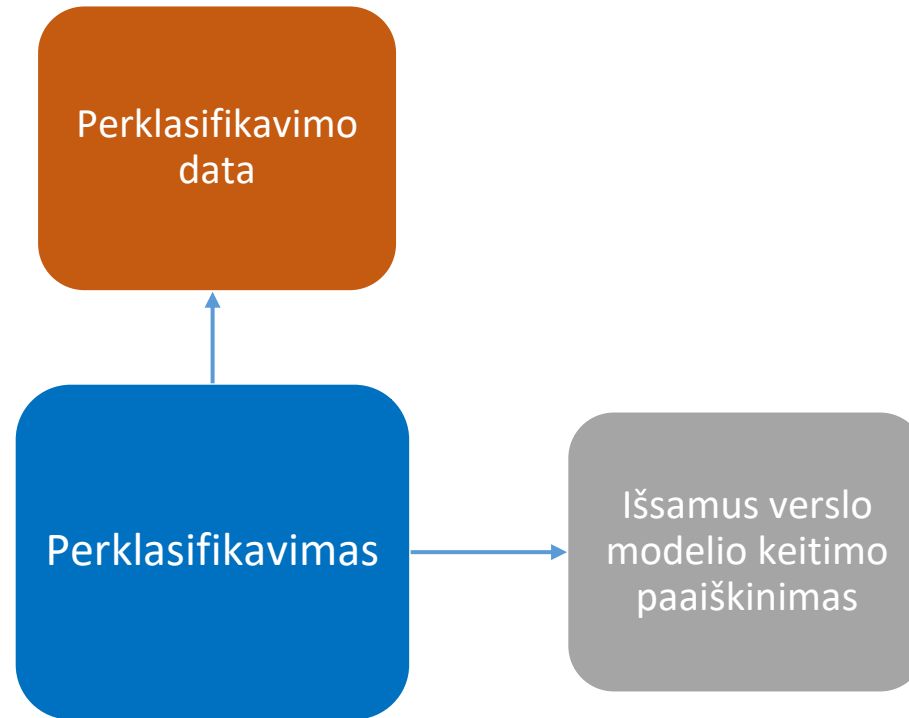 Perklasifikavimo
data
Perklasifikavimas
Išsamus verslo
modelio keitimo
paaiškinimas